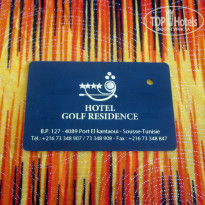 TOP Hotels
HOTEL
GOLF RESIDENCE
B.P. 127 - 4089 Port El kantaoui - Sousse-Tunisie
Tél.: +216 73 348 907 / 73 348 908 - Fax : +216 73 348 847